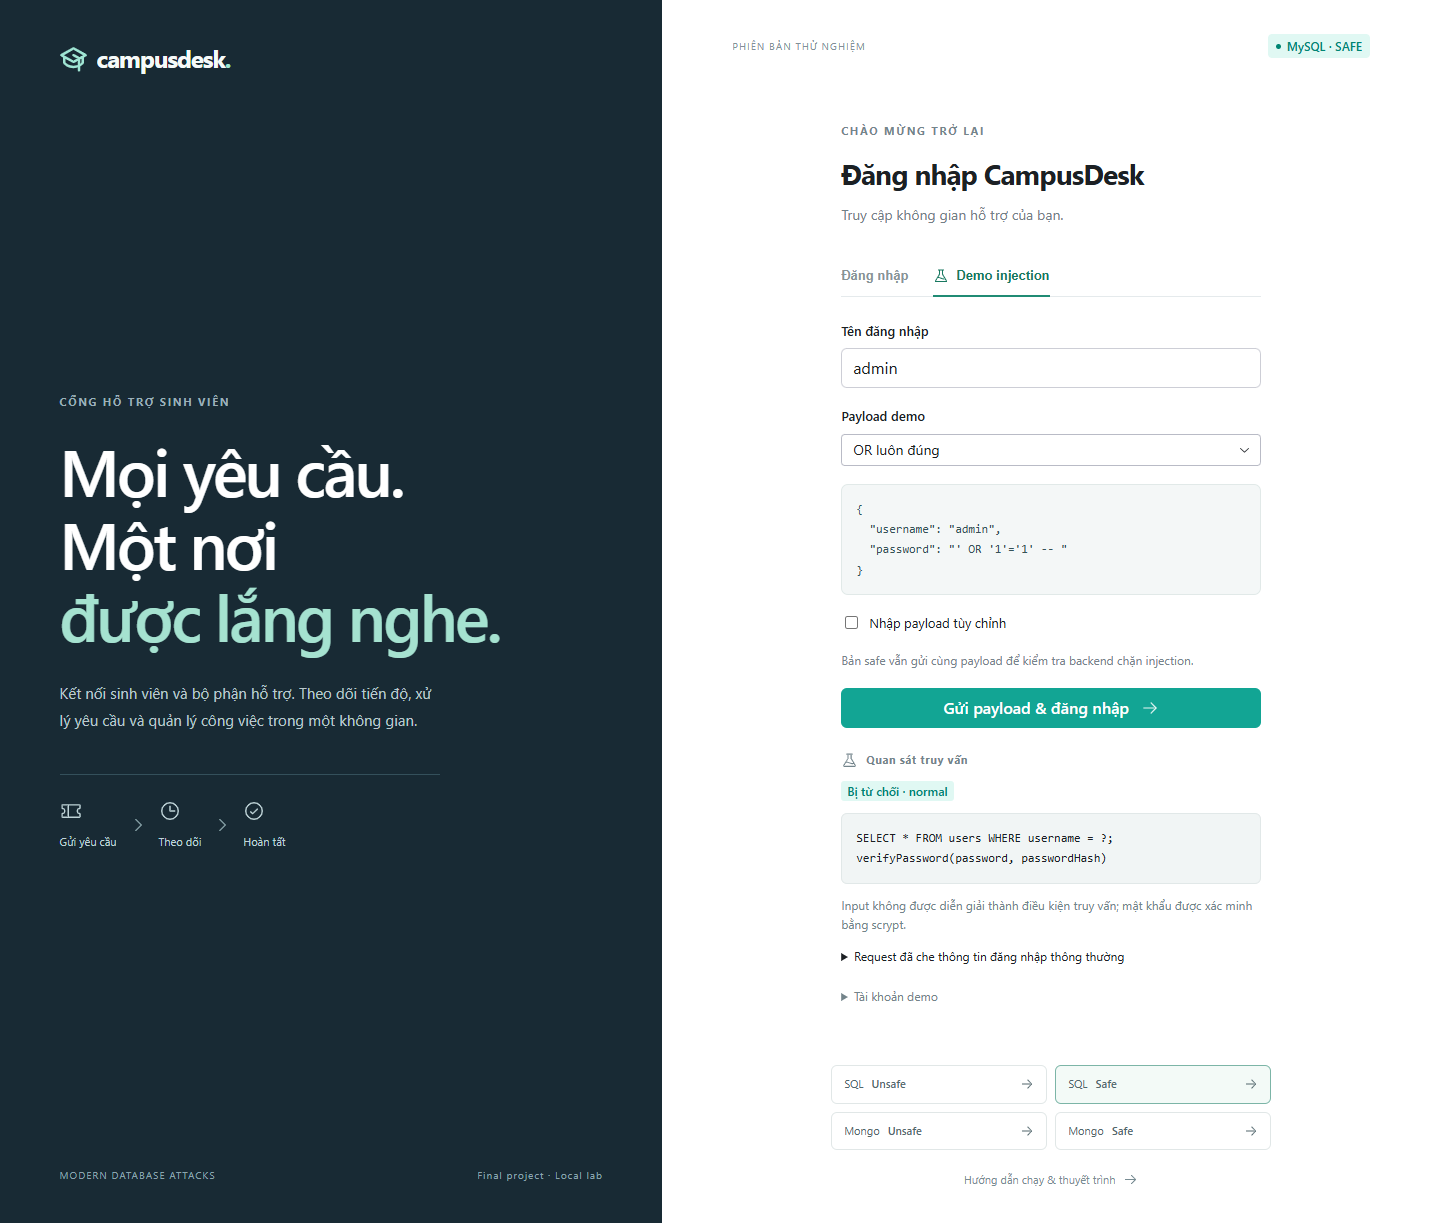 campusdesk.
CỔNG HỖ TRỢ SINH VIÊN
Mọi yêu cầu.
Một nơi
được lắng nghe.
Kết nối sinh viên và bộ phận hỗ trợ. Theo dõi tiến độ, xử
lý yêu cầu và quản lý công việc trong một không gian.
Gửi yêu cầu
Theo dõi
Hoàn tất
MODERN DATABASE ATTACKS
Final project · Local lab
PHIÊN BẢN THỬ NGHIỆM
MySQL · SAFE
CHÀO MỪNG TRỞ LẠI
Đăng nhập CampusDesk
Truy cập không gian hỗ trợ của bạn.
Đăng nhập
Demo injection
Tên đăng nhập
admin
Payload demo
OR luôn đúng
{
"username": "admin",
"password": "' OR '1'='1' -- "
}
Nhập payload tùy chỉnh
Bản safe vẫn gửi cùng payload để kiểm tra backend chặn injection.
Gửi payload & đăng nhập
Quan sát truy vấn
Bị từ chối · normal
SELECT * FROM users WHERE username = ?;
verifyPassword(password, passwordHash)
Input không được diễn giải thành điều kiện truy vấn; mật khẩu được xác minh
bằng scrypt.
Request đã che thông tin đăng nhập thông thường
Tài khoản demo
SQL Unsafe
SQL Safe
Mongo Unsafe
Mongo Safe
Hướng dẫn chạy & thuyết trình